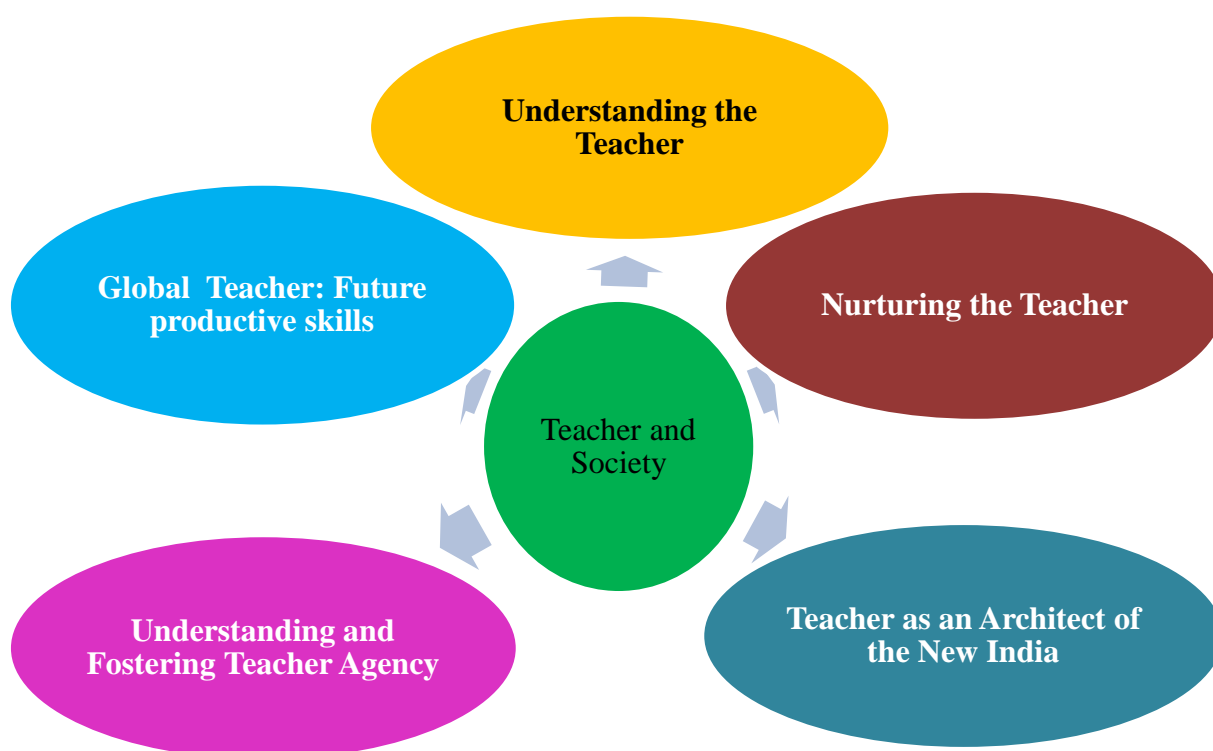 Understanding the
Teacher
Global  Teacher: Future
productive skills
Nurturing the Teacher
Teacher and
Society
Understanding and
Fostering Teacher Agency
Teacher as an Architect of
the New India